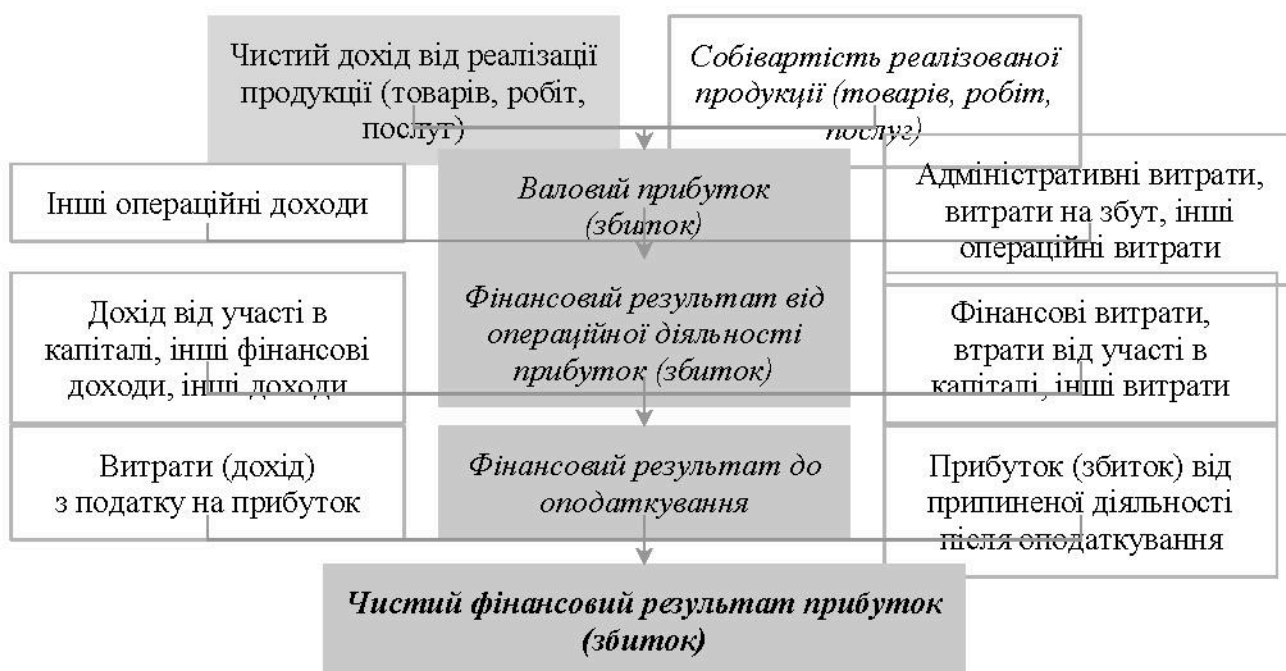 Чистий дохід від реалізації
продукції (товарів, робіт,
послуг)
Собівартість реалізованої
продукції (товарів, робіт,
послуг)
Інші операційні доходи
Валовий прибуток
(збиток)
Адміністративні витрати,
витрати на збут, інші
операційні витрати
Дохід від участі в
капіталі, інші фінансові
доходи, інші доходи
Фінансовий результат від
операційної діяльності
прибуток (збиток)
Фінансові витрати,
втрати від участі в
капіталі, інші витрати
Витрати (дохід)
з податку на прибуток
Фінансовий результат до
оподаткування
Прибуток (збиток) від
припиненої діяльності
після оподаткування
Чистий фінансовий результат прибуток
(збиток)